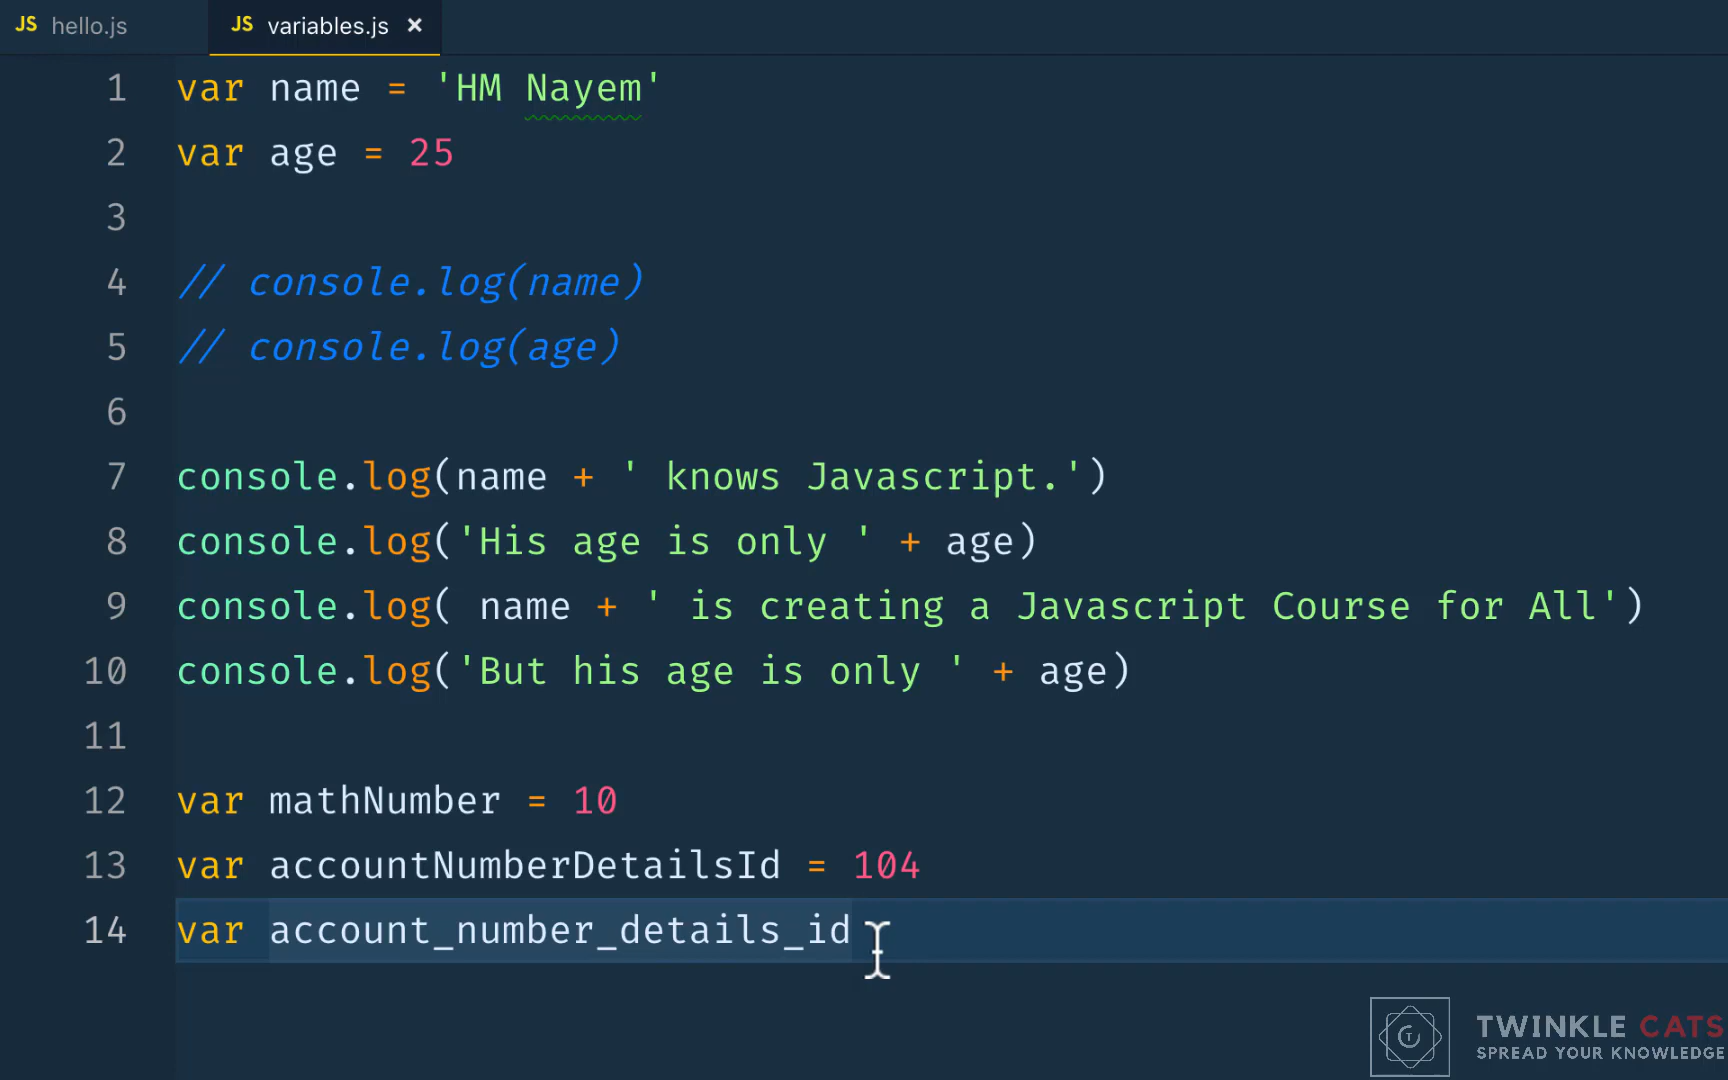 JS hello.js JS variables.js ×
1 var name = 'HM Nayem'
2 var age = 25
3
4 // console.log(name)
5 // console.log(age)
6
7 console.log(name + ' knows Javascript.')
8 console.log('His age is only ' + age)
9 console.log( name + ' is creating a Javascript Course for All')
10 console.log('But his age is only ' + age)
11
12 var mathNumber = 10
13 var accountNumberDetailsId = 104
14 var account_number_details_id
TWINKLE CATS
SPREAD YOUR KNOWLEDGE